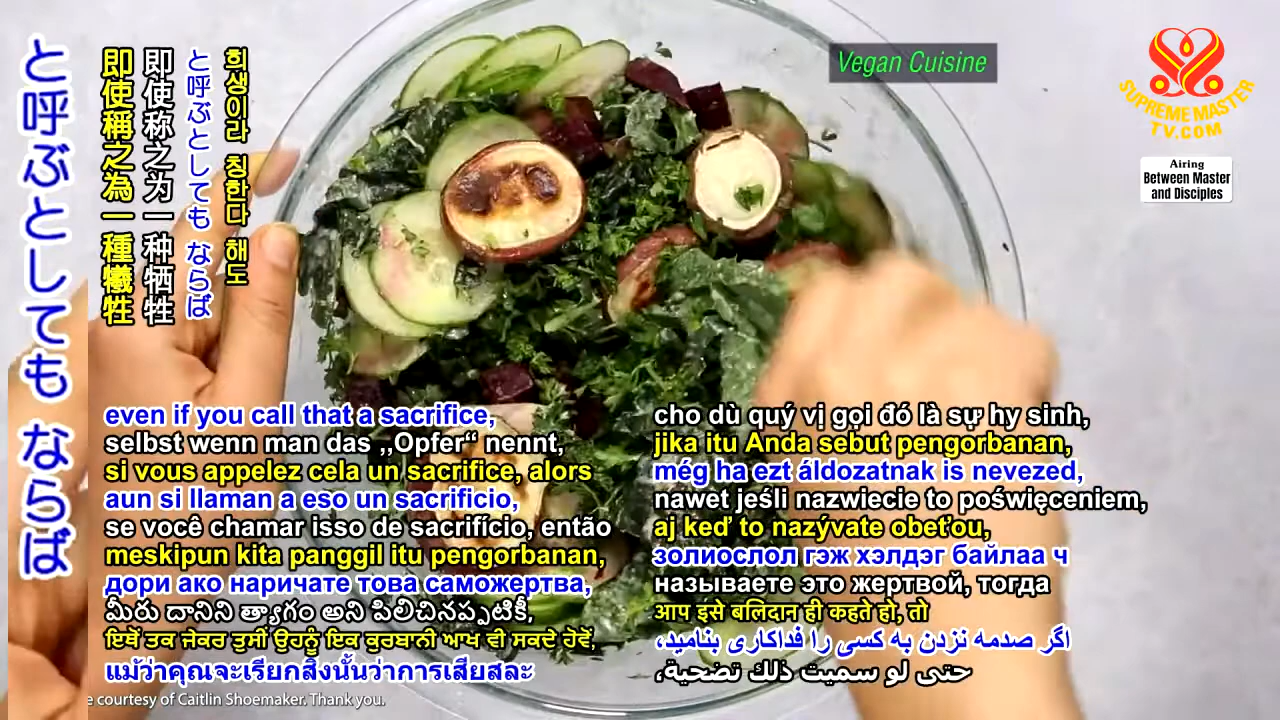 と呼ぶとしても ならば
即使稱之為一種犧牲
即使称之为一种牺牲
と呼ぶとしても ならば
희생이라 칭한다 해도
Vegan Cuisine
SUPREME MASTER
TV.COM
Airing
Between Master
and Disciples
even if you call that a sacrifice,
selbst wenn man das ,,Opfer“ nennt,
si vous appelez cela un sacrifice, alors
aun si llaman a eso un sacrificio,
se você chamar isso de sacrifício, então
meskipun kita panggil itu pengorbanan,
дори ако наричате това саможертва,
మీరు దానిని త్యాగం అని పిలిచినప్పటికీ,
ਇਥੋਂ ਤਕ ਜੇਕਰ ਤੁਸੀਂ ਉਹਨੂੰ ਇਕ ਕੁਰਬਾਨੀ ਆਖ ਵੀ ਸਕਦੇ ਹੋਵੋਂ,
แม้ว่าคุณจะเรียกสิ่งนั้นว่าการเสียสละ
cho dù quý vị gọi đó là sự hy sinh,
jika itu Anda sebut pengorbanan,
még ha ezt áldozatnak is nevezed,
nawet jeśli nazwiecie to poświęceniem,
aj keď to nazývate obeťou,
золиослол гэж хэлдэг байлаа ч
называете это жертвой, тогда
आप इसे बलिदान ही कहते हो, तो
اگر صدمه نزدن به کسی را فداکاری بنامید،
حتى لو سميت ذلك تضحية،
e courtesy of Caitlin Shoemaker. Thank you.